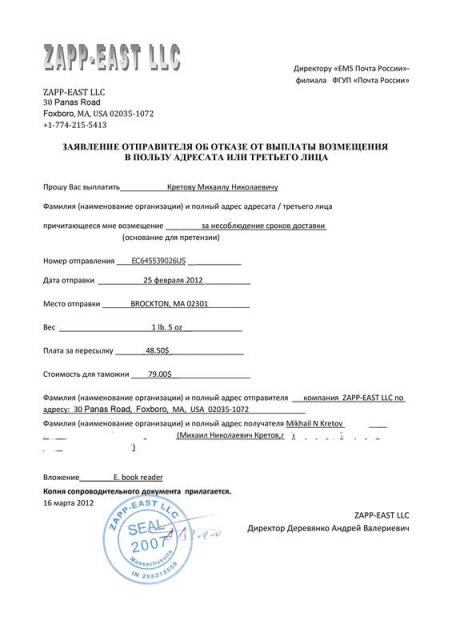 ZAPP-EAST LLC
Директору «EMS Почта России»-
филиала ФГУП «Почта России»
ZAPP-EAST LLC
30 Panas Road
Foxboro, MA, USA 02035-1072
+1-774-215-5413
ЗАЯВЛЕНИЕ ОТПРАВИТЕЛЯ ОБ ОТКАЗЕ ОТ ВЫПЛАТЫ ВОЗМЕЩЕНИЯ
В ПОЛЬЗУ АДРЕСАТА ИЛИ ТРЕТЬЕГО ЛИЦА
Прошу Вас выплатить Кретову Михаилу Николаевичу
Фамилия (наименование организации) и полный адрес адресата / третьего лица
причитающееся мне возмещение за несоблюдение сроков доставки
(основание для претензии)
Номер отправления EC645539026US
Дата отправки 25 февраля 2012
Место отправки BROCKTON, MA 02301
Вес 1 lb. 5 oz
Плата за пересылку 48.50$
Стоимость для таможни 79.00$
Фамилия (наименование организации) и полный адрес отправителя компания ZAPP-EAST LLC по
адресу: 30 Panas Road, Foxboro, MA, USA 02035-1072
Фамилия (наименование организации) и полный адрес получателя Mikhail N Kretov
(Михаил Николаевич Кретов,г
)
Вложение E. book reader
Копия сопроводительного документа прилагается.
16 марта 2012
ZAPP-EAST LLC
Директор Деревянко Андрей Валериевич
ZAPP-EAST LLC
SEAL
2007
Massachusetts
IN 208315559